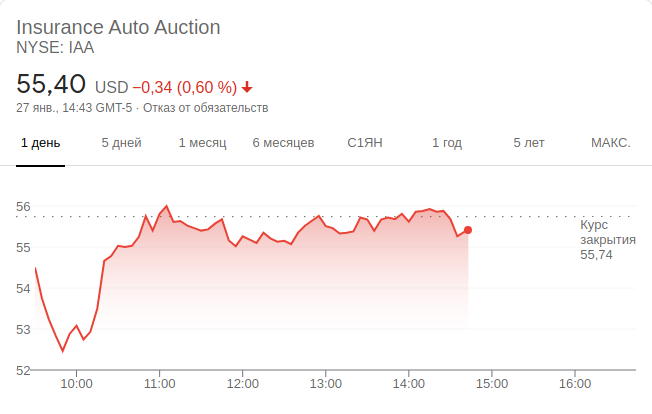 Insurance Auto Auction
NYSE: IAA
55,40 USD −0,34 (0,60 %)
27 янв., 14:43 GMT-5 · Отказ от обязательств
1 день 5 дней 1 месяц 6 месяцев С1ЯН 1 год 5 лет МАКС.
56
Курс
закрытия
55,74
55
54
53
52
10:00 11:00 12:00 13:00 14:00 15:00 16:00